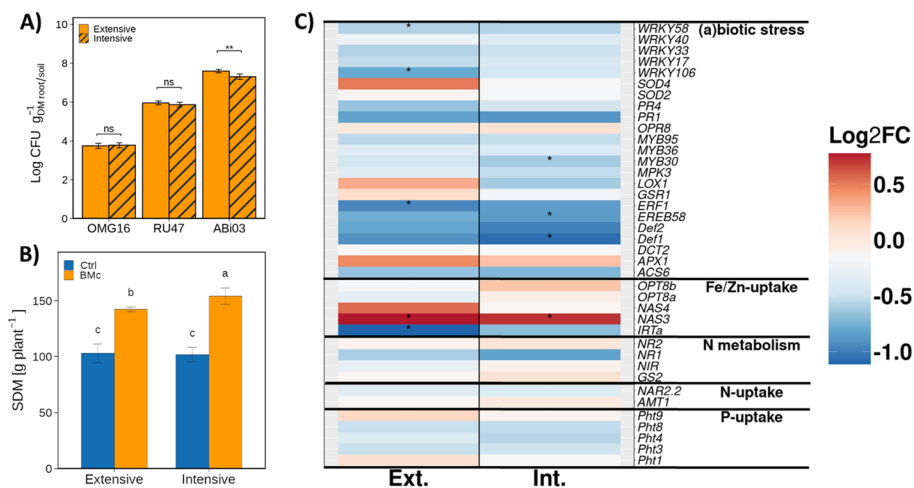 A)
Extensive
Intensive
10
8
6
4
2
0
Log CFU g⁻¹ DM root/soil
ns
ns
**
OMG16
RU47
ABi03
B)
Ctrl
BMc
150
100
50
0
SDM [g plant⁻¹]
c
b
c
a
Extensive
Intensive
C)
WRKY58
WRKY40
WRKY33
WRKY17
WRKY106
SOD4
SOD2
PR4
PR1
OPR8
MYB95
MYB36
MYB30
MPK3
LOX1
GSR1
ERF1
EREB58
Def2
Def1
DCT2
APX1
ACS6
OPT8b
OPT8a
NAS4
NAS3
IRTa
NR2
NR1
NIR
GS2
NAR2.2
AMT1
Pht9
Pht8
Pht4
Pht3
Pht1
(a)biotic stress
Fe/Zn-uptake
N metabolism
N-uptake
P-uptake
*
*
*
*
*
*
*
*
*
Ext.
Int.
Log2FC
0.5
0.0
-0.5
-1.0